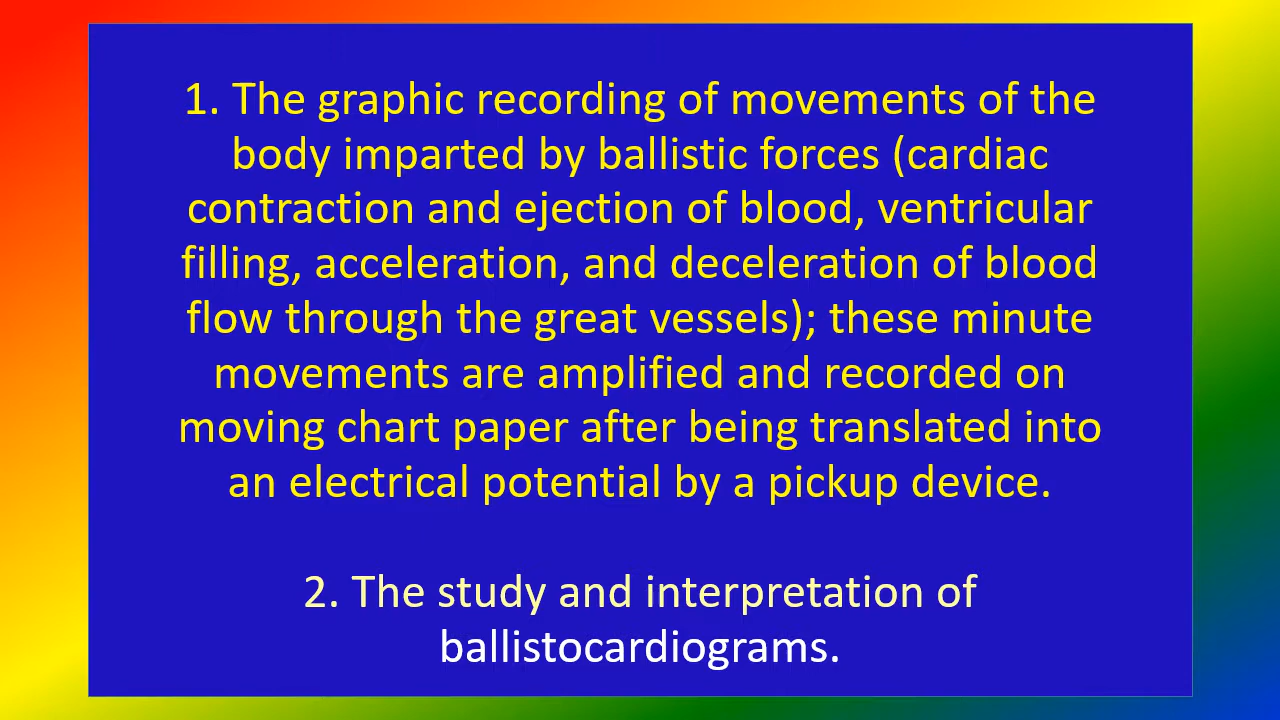 1. The graphic recording of movements of the
body imparted by ballistic forces (cardiac
contraction and ejection of blood, ventricular
filling, acceleration, and deceleration of blood
flow through the great vessels); these minute
movements are amplified and recorded on
moving chart paper after being translated into
an electrical potential by a pickup device.
2. The study and interpretation of
ballistocardiograms.